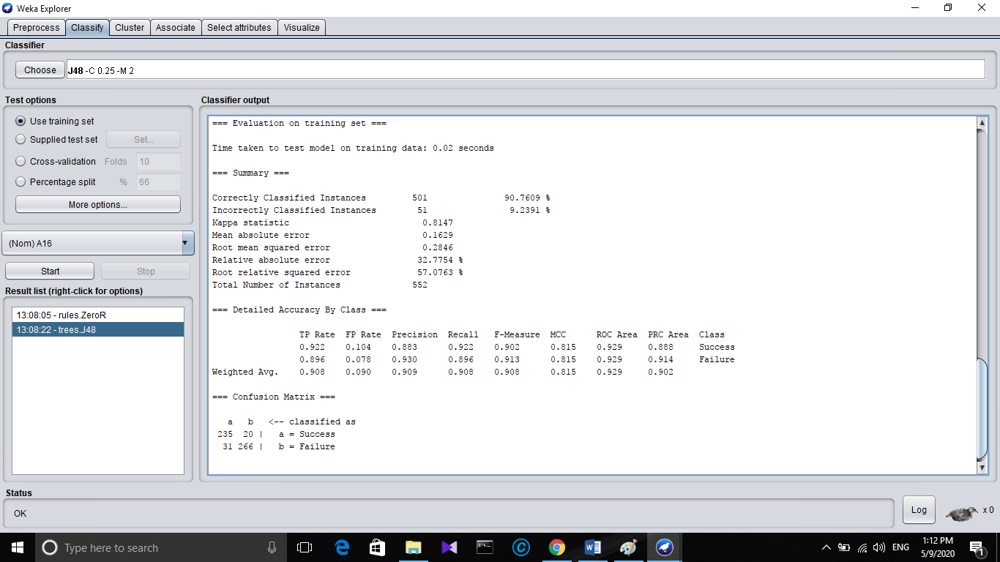 Weka Explorer
Preprocess Classify Cluster Associate Select attributes Visualize
Classifier
Choose J48 -C 0.25 -M 2
Test options
Use training set
Supplied test set Set...
Cross-validation Folds 10
Percentage split % 66
More options...
(Nom) A16
Start Stop
Result list (right-click for options)
13:08:05 - rules.ZeroR
13:08:22 - trees.J48
Classifier output
=== Evaluation on training set ===
Time taken to test model on training data: 0.02 seconds
=== Summary ===
Correctly Classified Instances 501 90.7609 %
Incorrectly Classified Instances 51 9.2391 %
Kappa statistic 0.8147
Mean absolute error 0.1629
Root mean squared error 0.2846
Relative absolute error 32.7754 %
Root relative squared error 57.0763 %
Total Number of Instances 552
=== Detailed Accuracy By Class ===
TP Rate FP Rate Precision Recall F-Measure MCC ROC Area PRC Area Class
0.922 0.104 0.883 0.922 0.902 0.815 0.929 0.888 Success
0.896 0.078 0.930 0.896 0.913 0.815 0.929 0.914 Failure
Weighted Avg. 0.908 0.090 0.909 0.908 0.908 0.815 0.929 0.902
=== Confusion Matrix ===
a b <-- classified as
235 20 | a = Success
31 266 | b = Failure
Status
OK
Log x 0
Type here to search
ENG
1:12 PM
5/9/2020
1